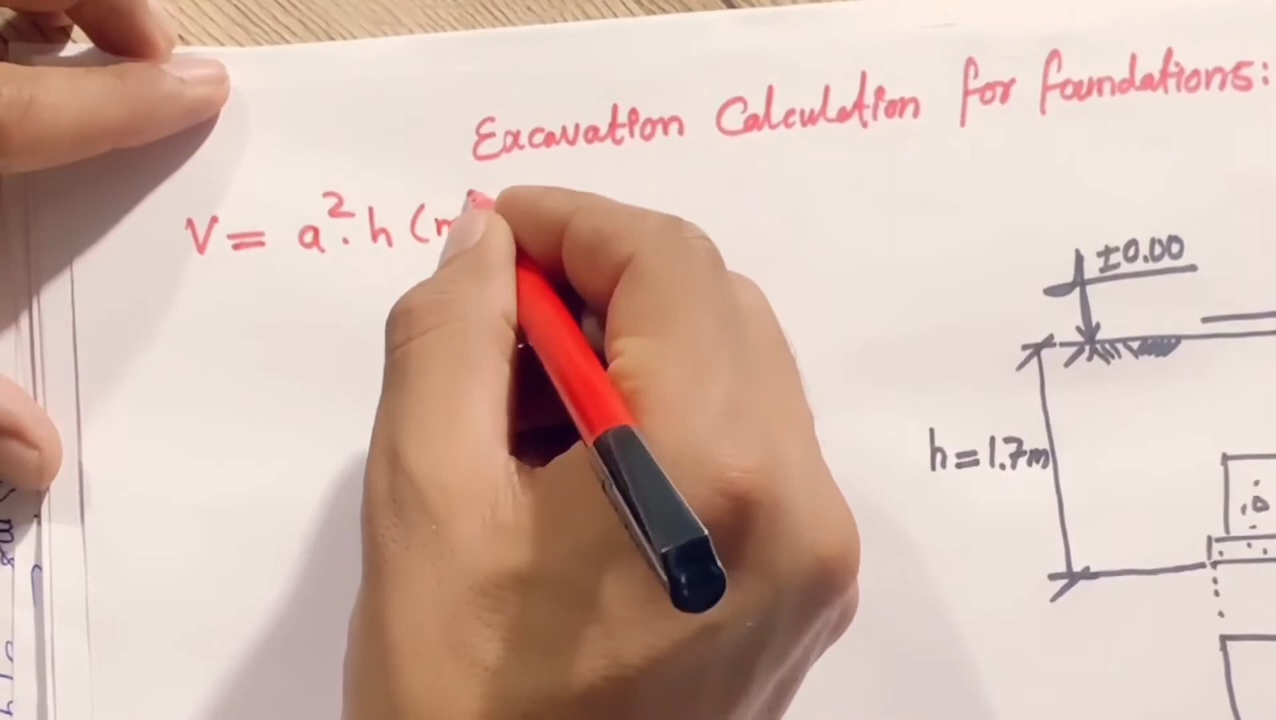 Excavation Calculation for foundations:
V = a².h (m
±0.00
h = 1.7m